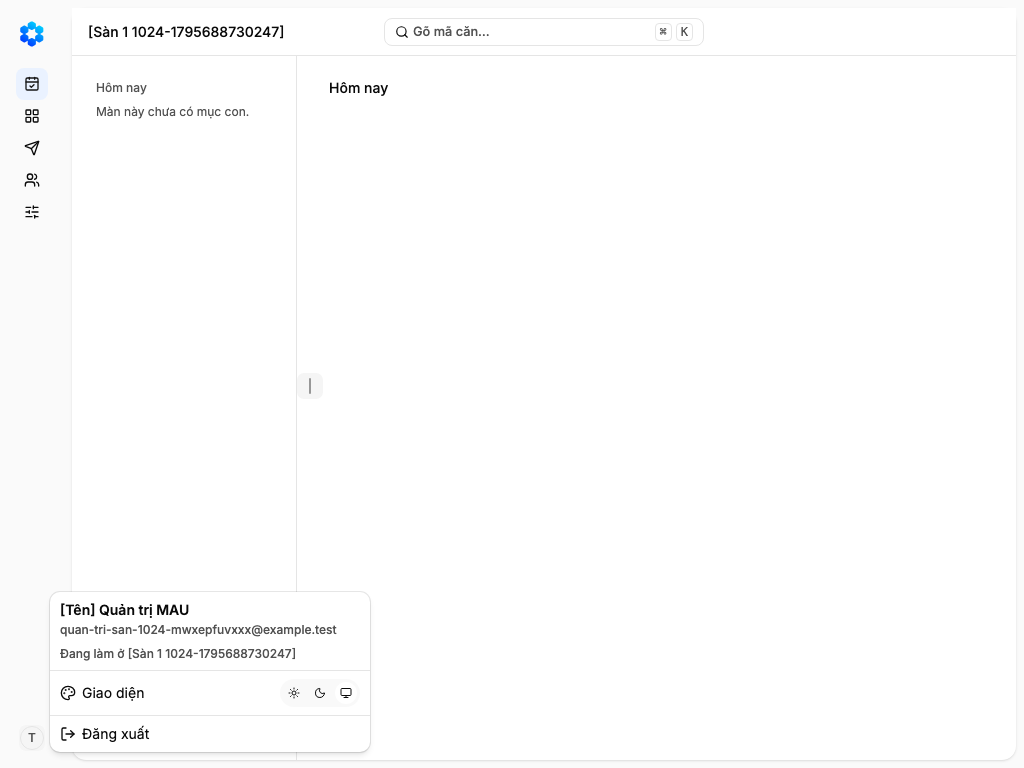 [Sàn 1 1024-1795688730247]
Gõ mã căn...
⌘ K
Hôm nay
Màn này chưa có mục con.
Hôm nay
[Tên] Quản trị MAU
quan-tri-san-1024-mwxepfuvxxx@example.test
Đang làm ở [Sàn 1 1024-1795688730247]
Giao diện
Đăng xuất
T